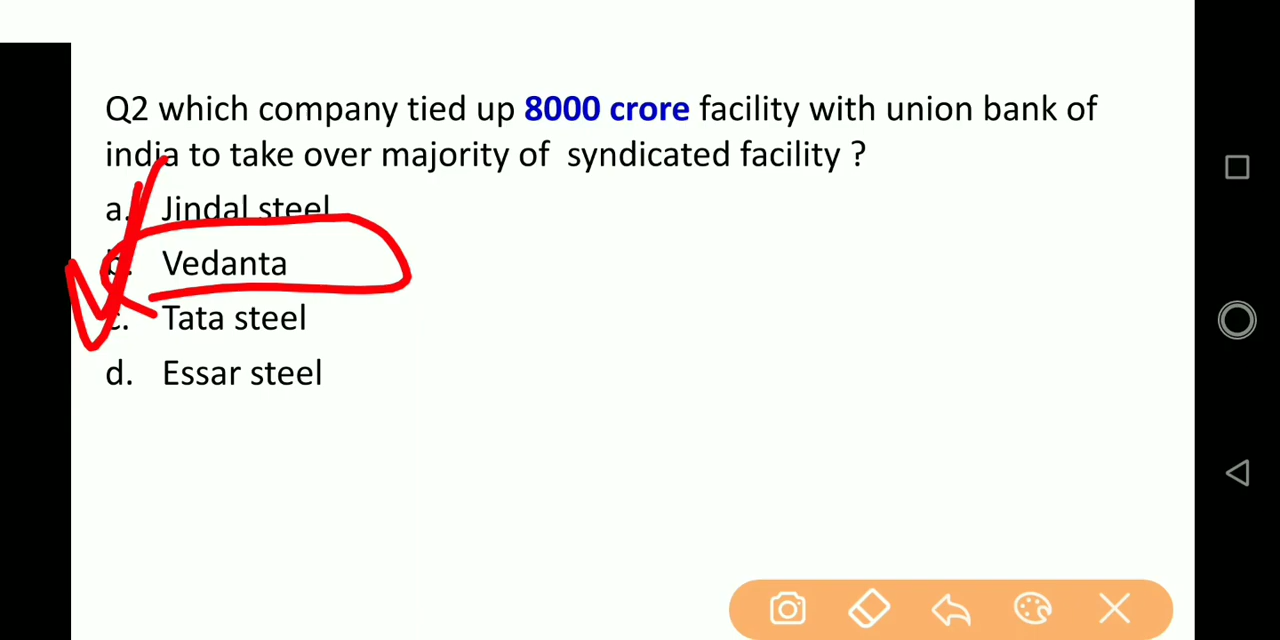 Q2 which company tied up 8000 crore facility with union bank of
india to take over majority of syndicated facility ?
a. Jindal steel
b. Vedanta
c. Tata steel
d. Essar steel